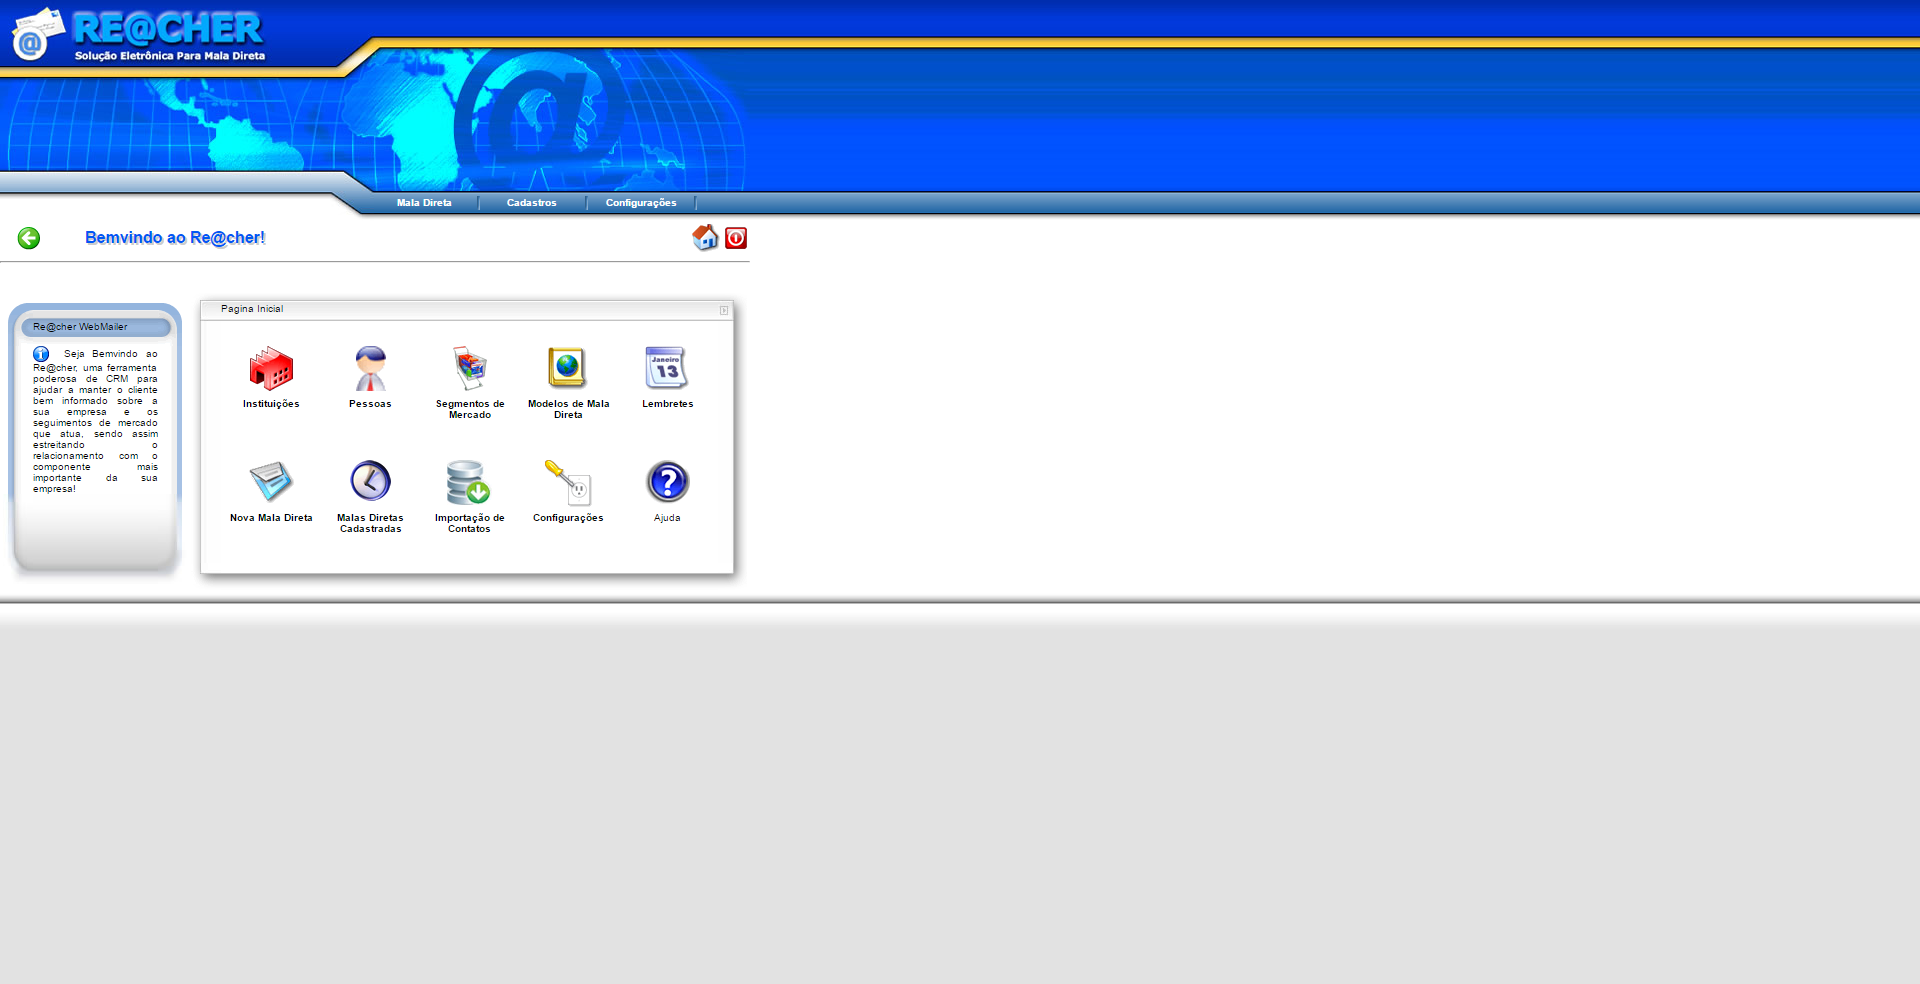 RE@CHER
Solução Eletrônica Para Mala Direta
Mala Direta
Cadastros
Configurações
Bemvindo ao Re@cher!
Re@cher WebMailer
Seja Bemvindo ao
Re@cher, uma ferramenta
poderosa de CRM para
ajudar a manter o cliente
bem informado sobre a
sua empresa e os
seguimentos de mercado
que atua, sendo assim
estreitando o
relacionamento com o
componente mais
importante da sua
empresa!
Pagina Inicial
Instituições
Pessoas
Segmentos de
Mercado
Modelos de Mala
Direta
Janeiro
13
Lembretes
Nova Mala Direta
Malas Diretas
Cadastradas
Importação de
Contatos
Configurações
Ajuda